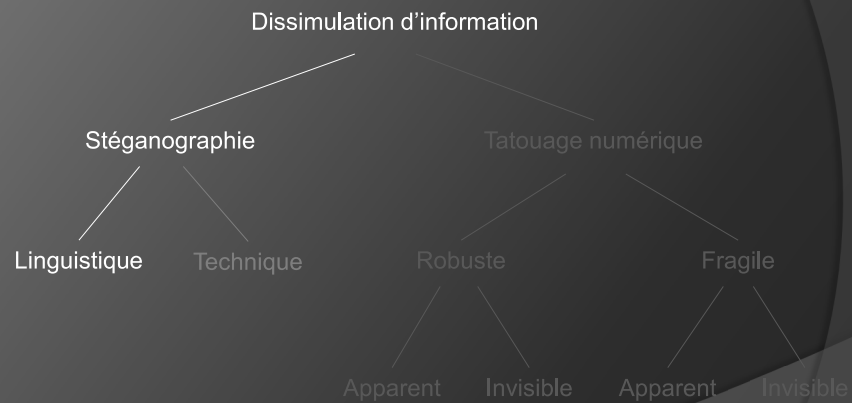 Dissimulation d’information
Stéganographie Tatouage numérique
Linguistique Technique Robuste Fragile
Apparent Invisible Apparent Invisible